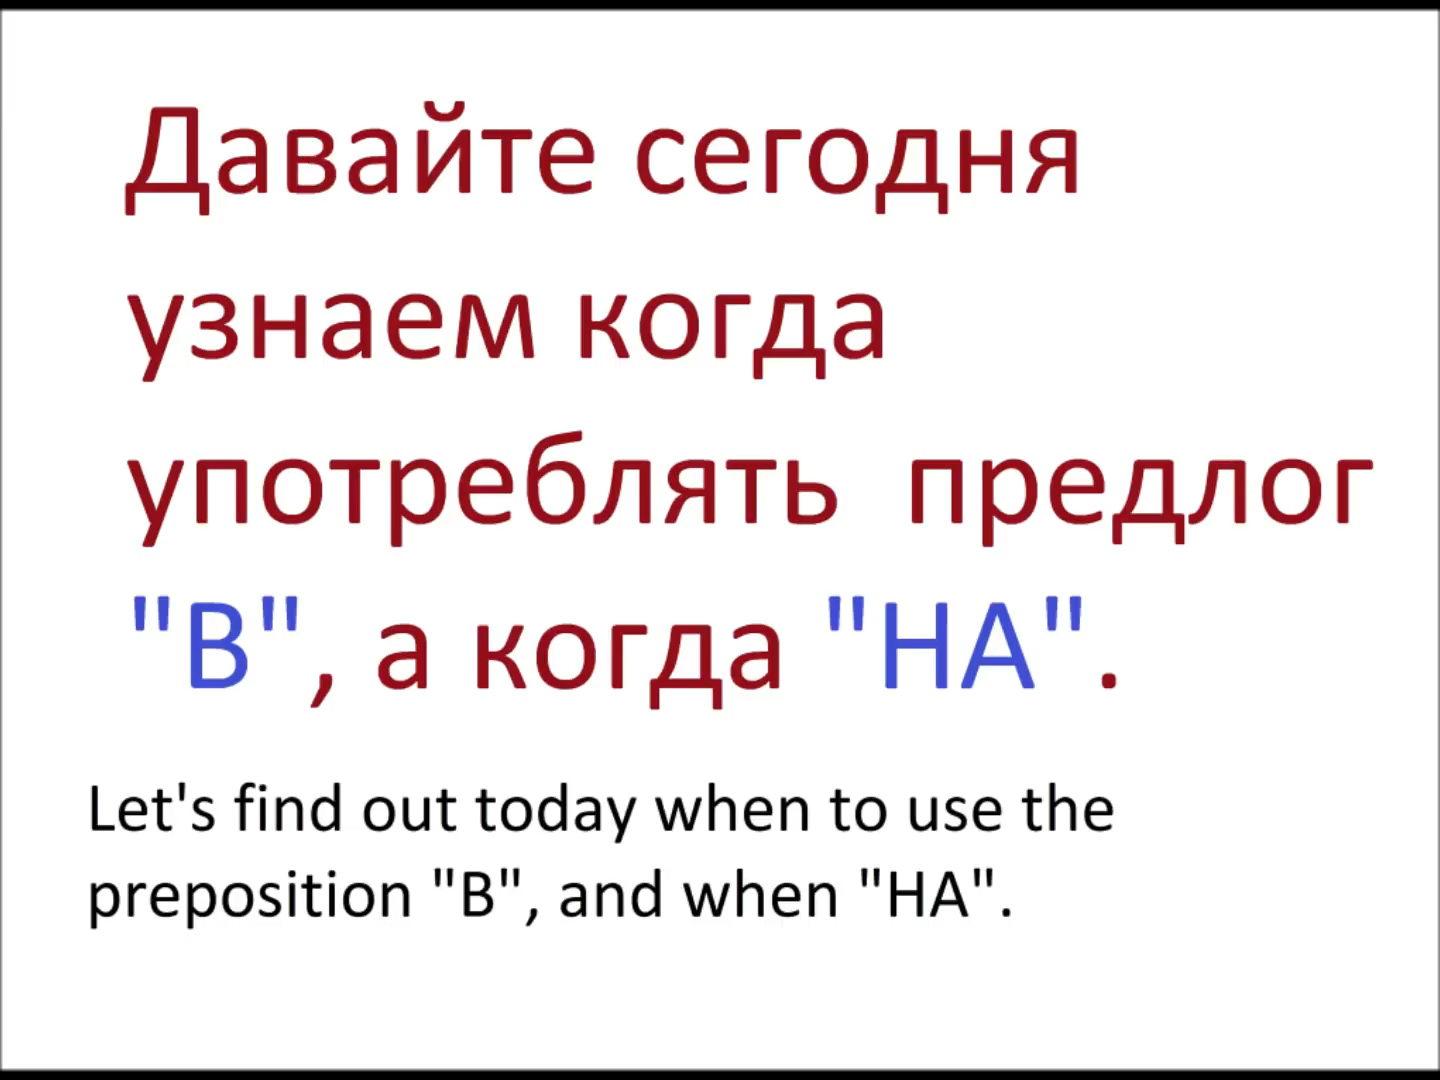 Давайте сегодня
узнаем когда
употреблять предлог
"В", а когда "НА".
Let's find out today when to use the
preposition "В", and when "НА".